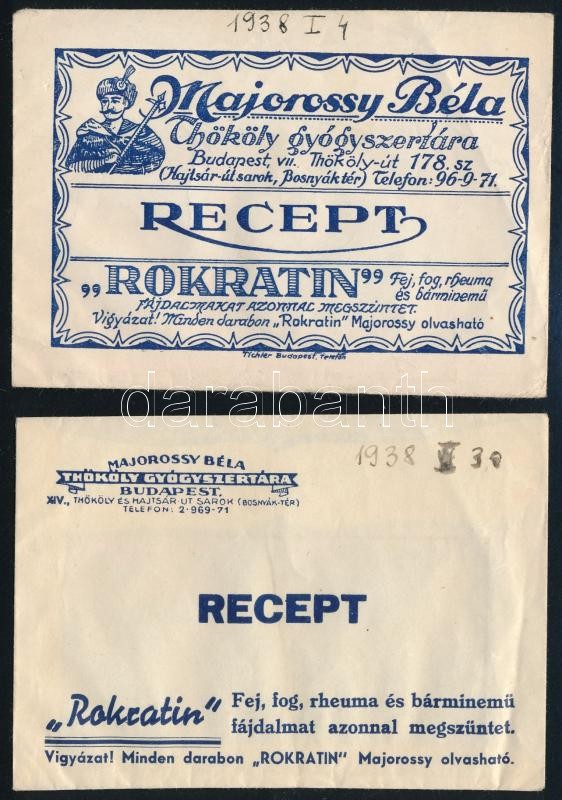 1938 I 4
Majorossy Béla
Thököly gyógyszertára
Budapest VII. Thököly-út 178. sz.
(Hajtsár-út sarok, Bosnyák tér) Telefon: 96-9-71.
RECEPT
„ROKRATIN”
Fej, fog, rheuma
és bárminemű
FÁJDALMAKAT AZONNAL MEGSZÜNTET.
Vigyázat! Minden darabon „Rokratin” Majorossy olvasható
Tichler Budapest. Telefón
darabanth
1938 30
MAJOROSSY BÉLA
THÖKÖLY GYÓGYSZERTÁRA
BUDAPEST,
XIV., THÖKÖLY ÉS HAJTSÁR-UT SAROK (BOSNYÁK-TÉR)
TELEFON: 2-969-71
RECEPT
„Rokratin”
Fej, fog, rheuma és bárminemű
fájdalmat azonnal megszüntet.
Vigyázat! Minden darabon „ROKRATIN” Majorossy olvasható.